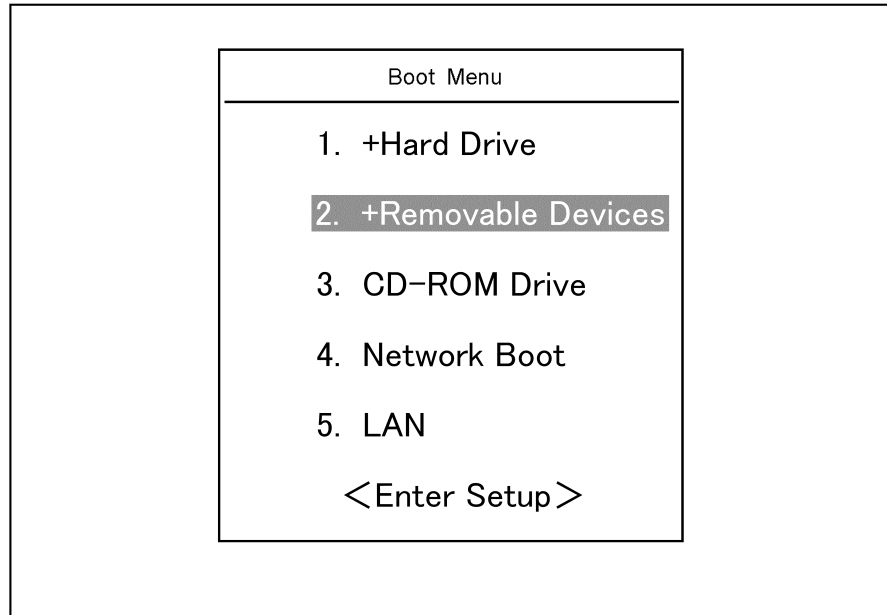 Boot Menu
1. +Hard Drive
2. +Removable Devices
3. CD-ROM Drive
4. Network Boot
5. LAN
<Enter Setup>